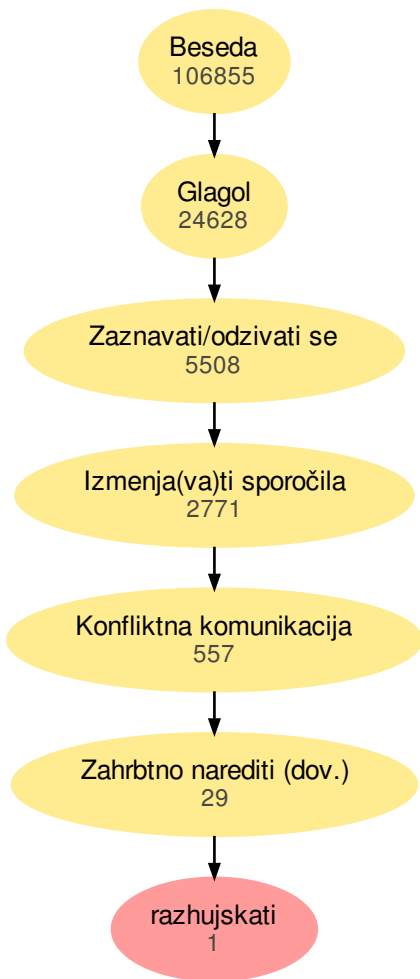 Beseda
106855
Glagol
24628
Zaznavati/odzivati se
5508
Izmenja(va)ti sporočila
2771
Konfliktna komunikacija
557
Zahrbtno narediti (dov.)
29
razhujskati
1